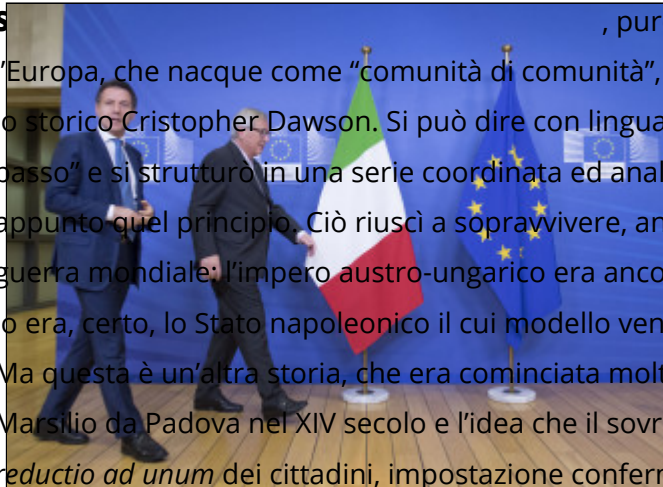 s , pur
'Europa, che nacque come “comunità di comunità”,
o storico Cristopher Dawson. Si può dire con lingua
basso” e si strutturò in una serie coordinata ed anal
appunto quel principio. Ciò riuscì a sopravvivere, an
guerra mondiale: l’impero austro-ungarico era anco
o era, certo, lo Stato napoleonico il cui modello ven
Ma questa è un’altra storia, che era cominciata molt
Marsilio da Padova nel XIV secolo e l’idea che il sovr
reductio ad unum dei cittadini, impostazione conferm